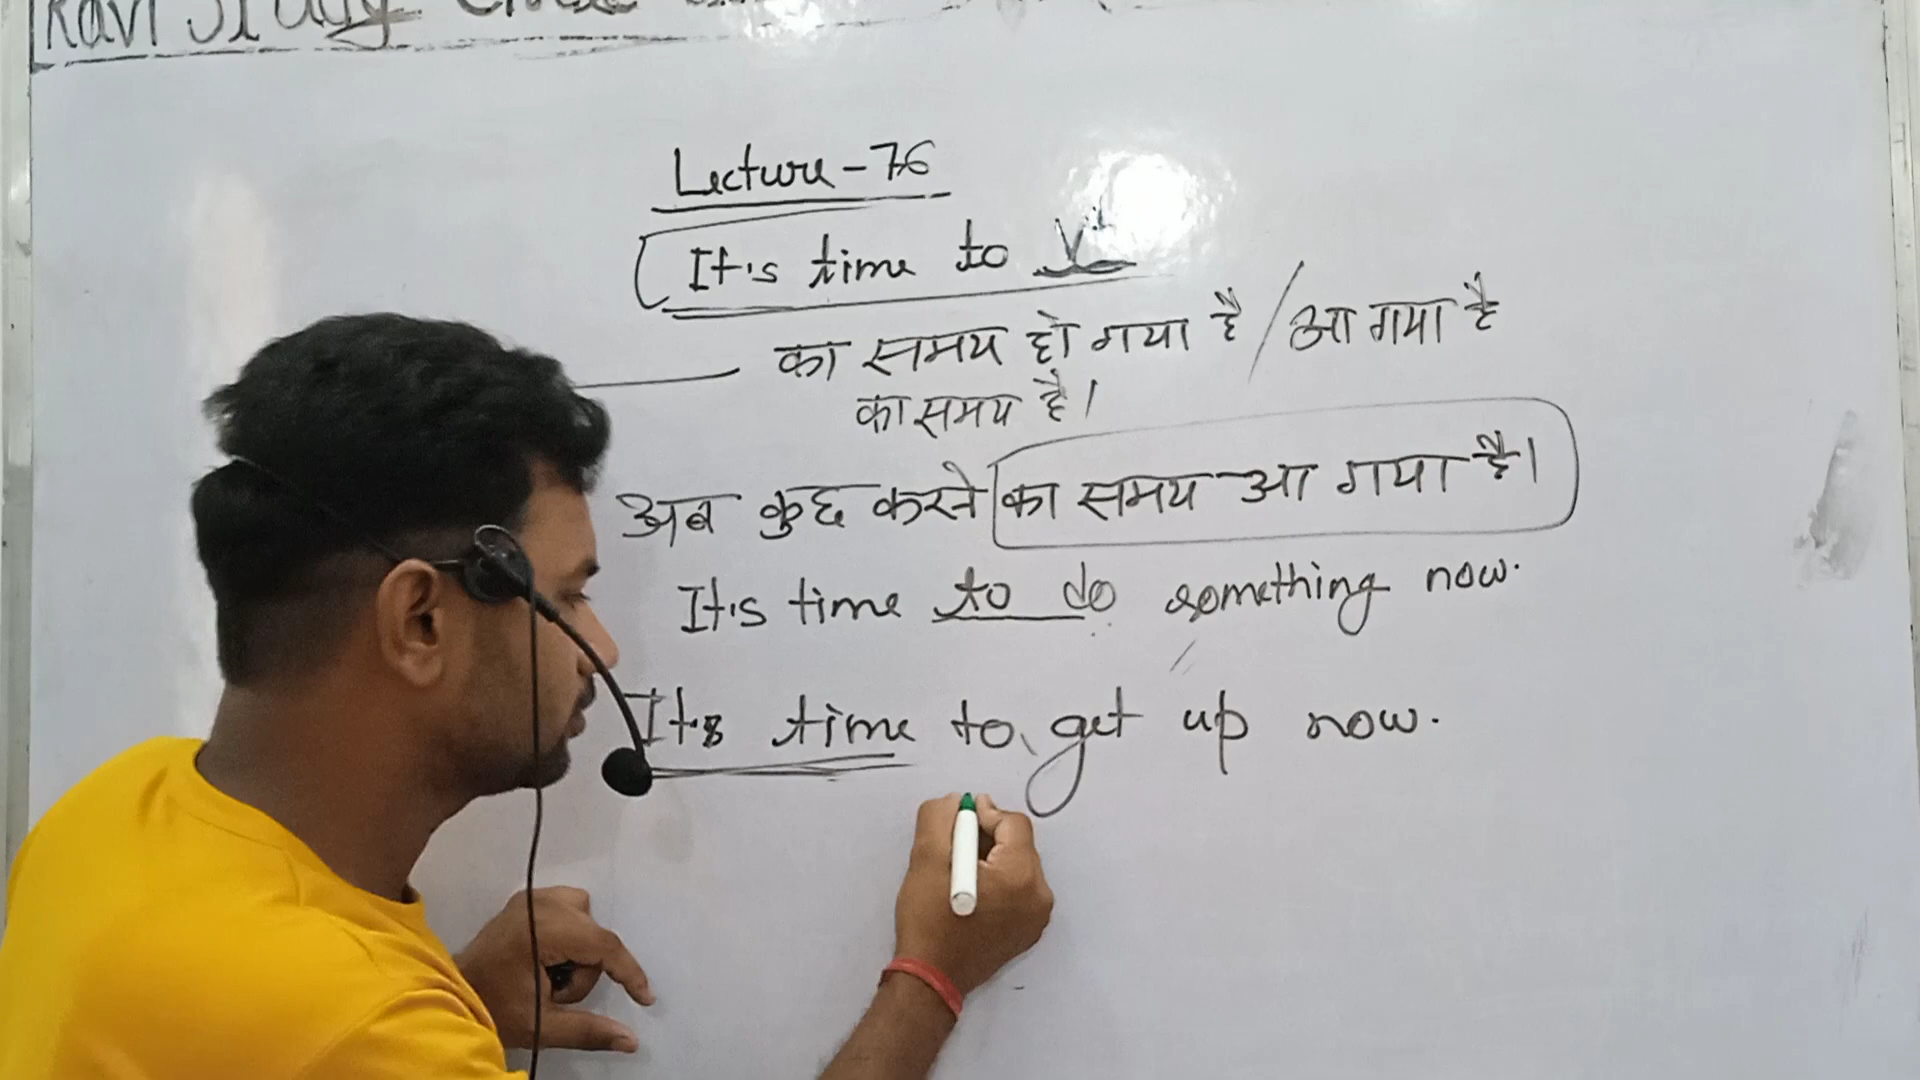 Ravi Study
Lecture-76
It's time to V¹
का समय हो गया है / आ गया है
का समय है।
अब कुछ करने का समय आ गया है।
It's time to do something now.
It's time to get up now.